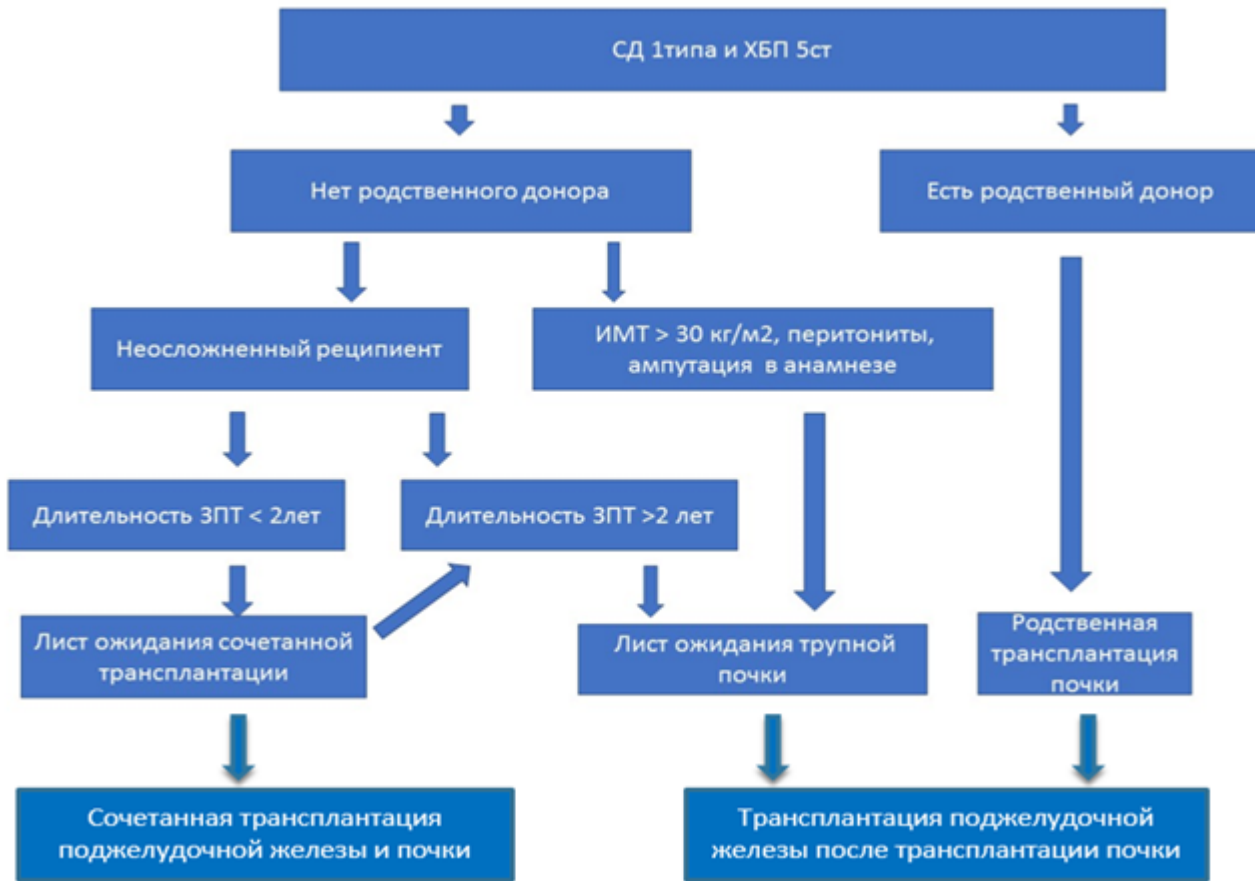 СД 1типа и ХБП 5ст
Нет родственного донора
Есть родственный донор
Неосложненный реципиент
ИМТ > 30 кг/м2, перитониты,
ампутация в анамнезе
Длительность ЗПТ < 2лет
Длительность ЗПТ >2 лет
Лист ожидания сочетанной
трансплантации
Лист ожидания трупной
почки
Родственная
трансплантация
почки
Сочетанная трансплантация
поджелудочной железы и почки
Трансплантация поджелудочной
железы после трансплантации почки